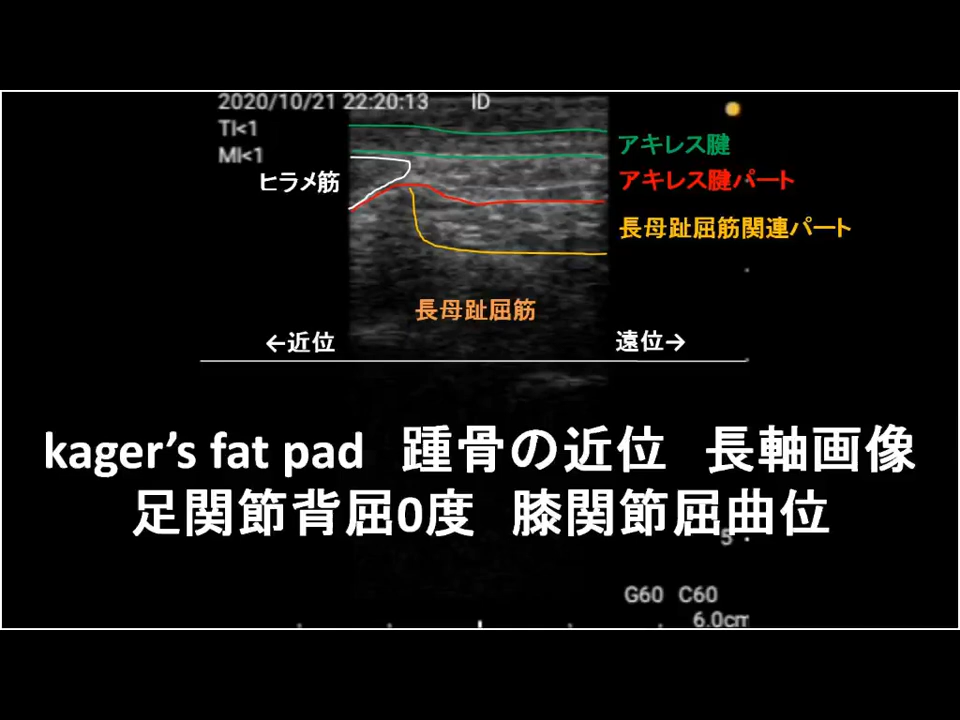 2020/10/21 22:20:13 ID
TI<1
MI<1
アキレス腱
ヒラメ筋
アキレス腱パート
長母趾屈筋関連パート
長母趾屈筋
←近位
遠位→
kager’s fat pad 踵骨の近位 長軸画像
足関節背屈0度 膝関節屈曲位
5
G60 C60
6.0cm